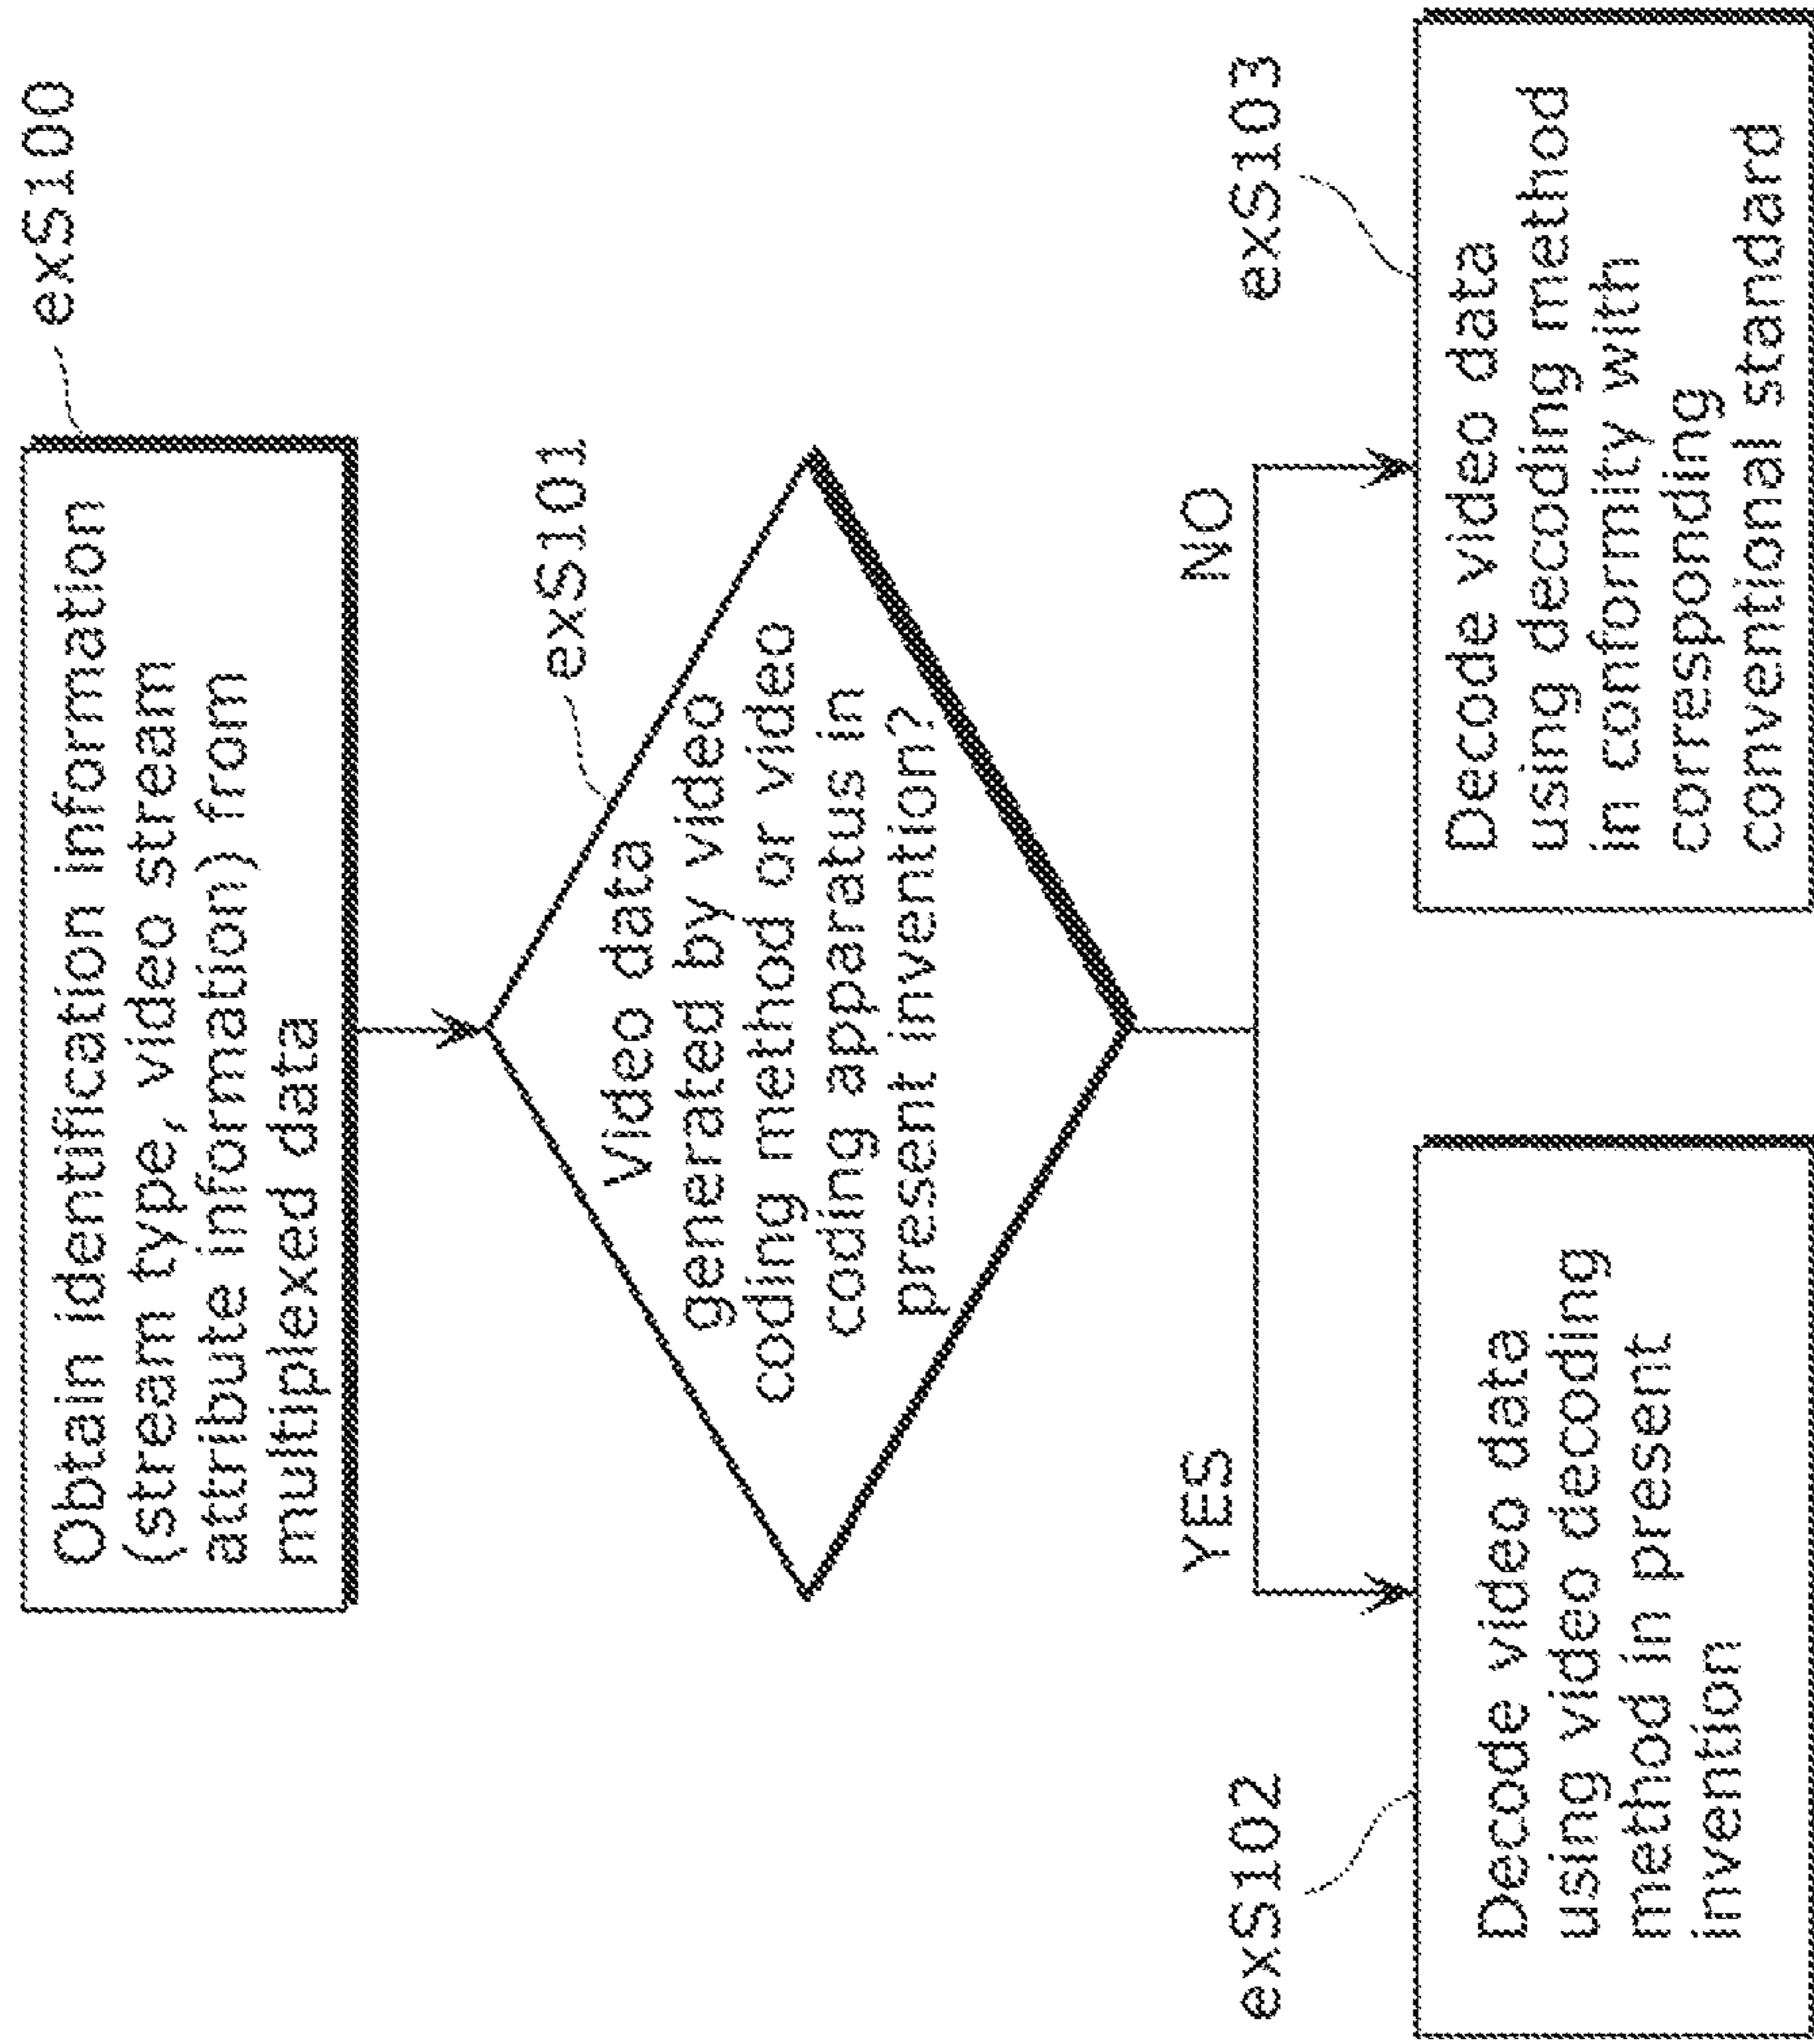 exS100
Obtain identification information
(stream type, video stream
attribute information) from
multiplexed data
exS101
Video data
generated by video
coding method or video
coding apparatus in
present invention?
YES
NO
exS102
Decode video data
using video decoding
method in present
invention
exS103
Decode video data
using decoding method
in conformity with
corresponding
conventional standard